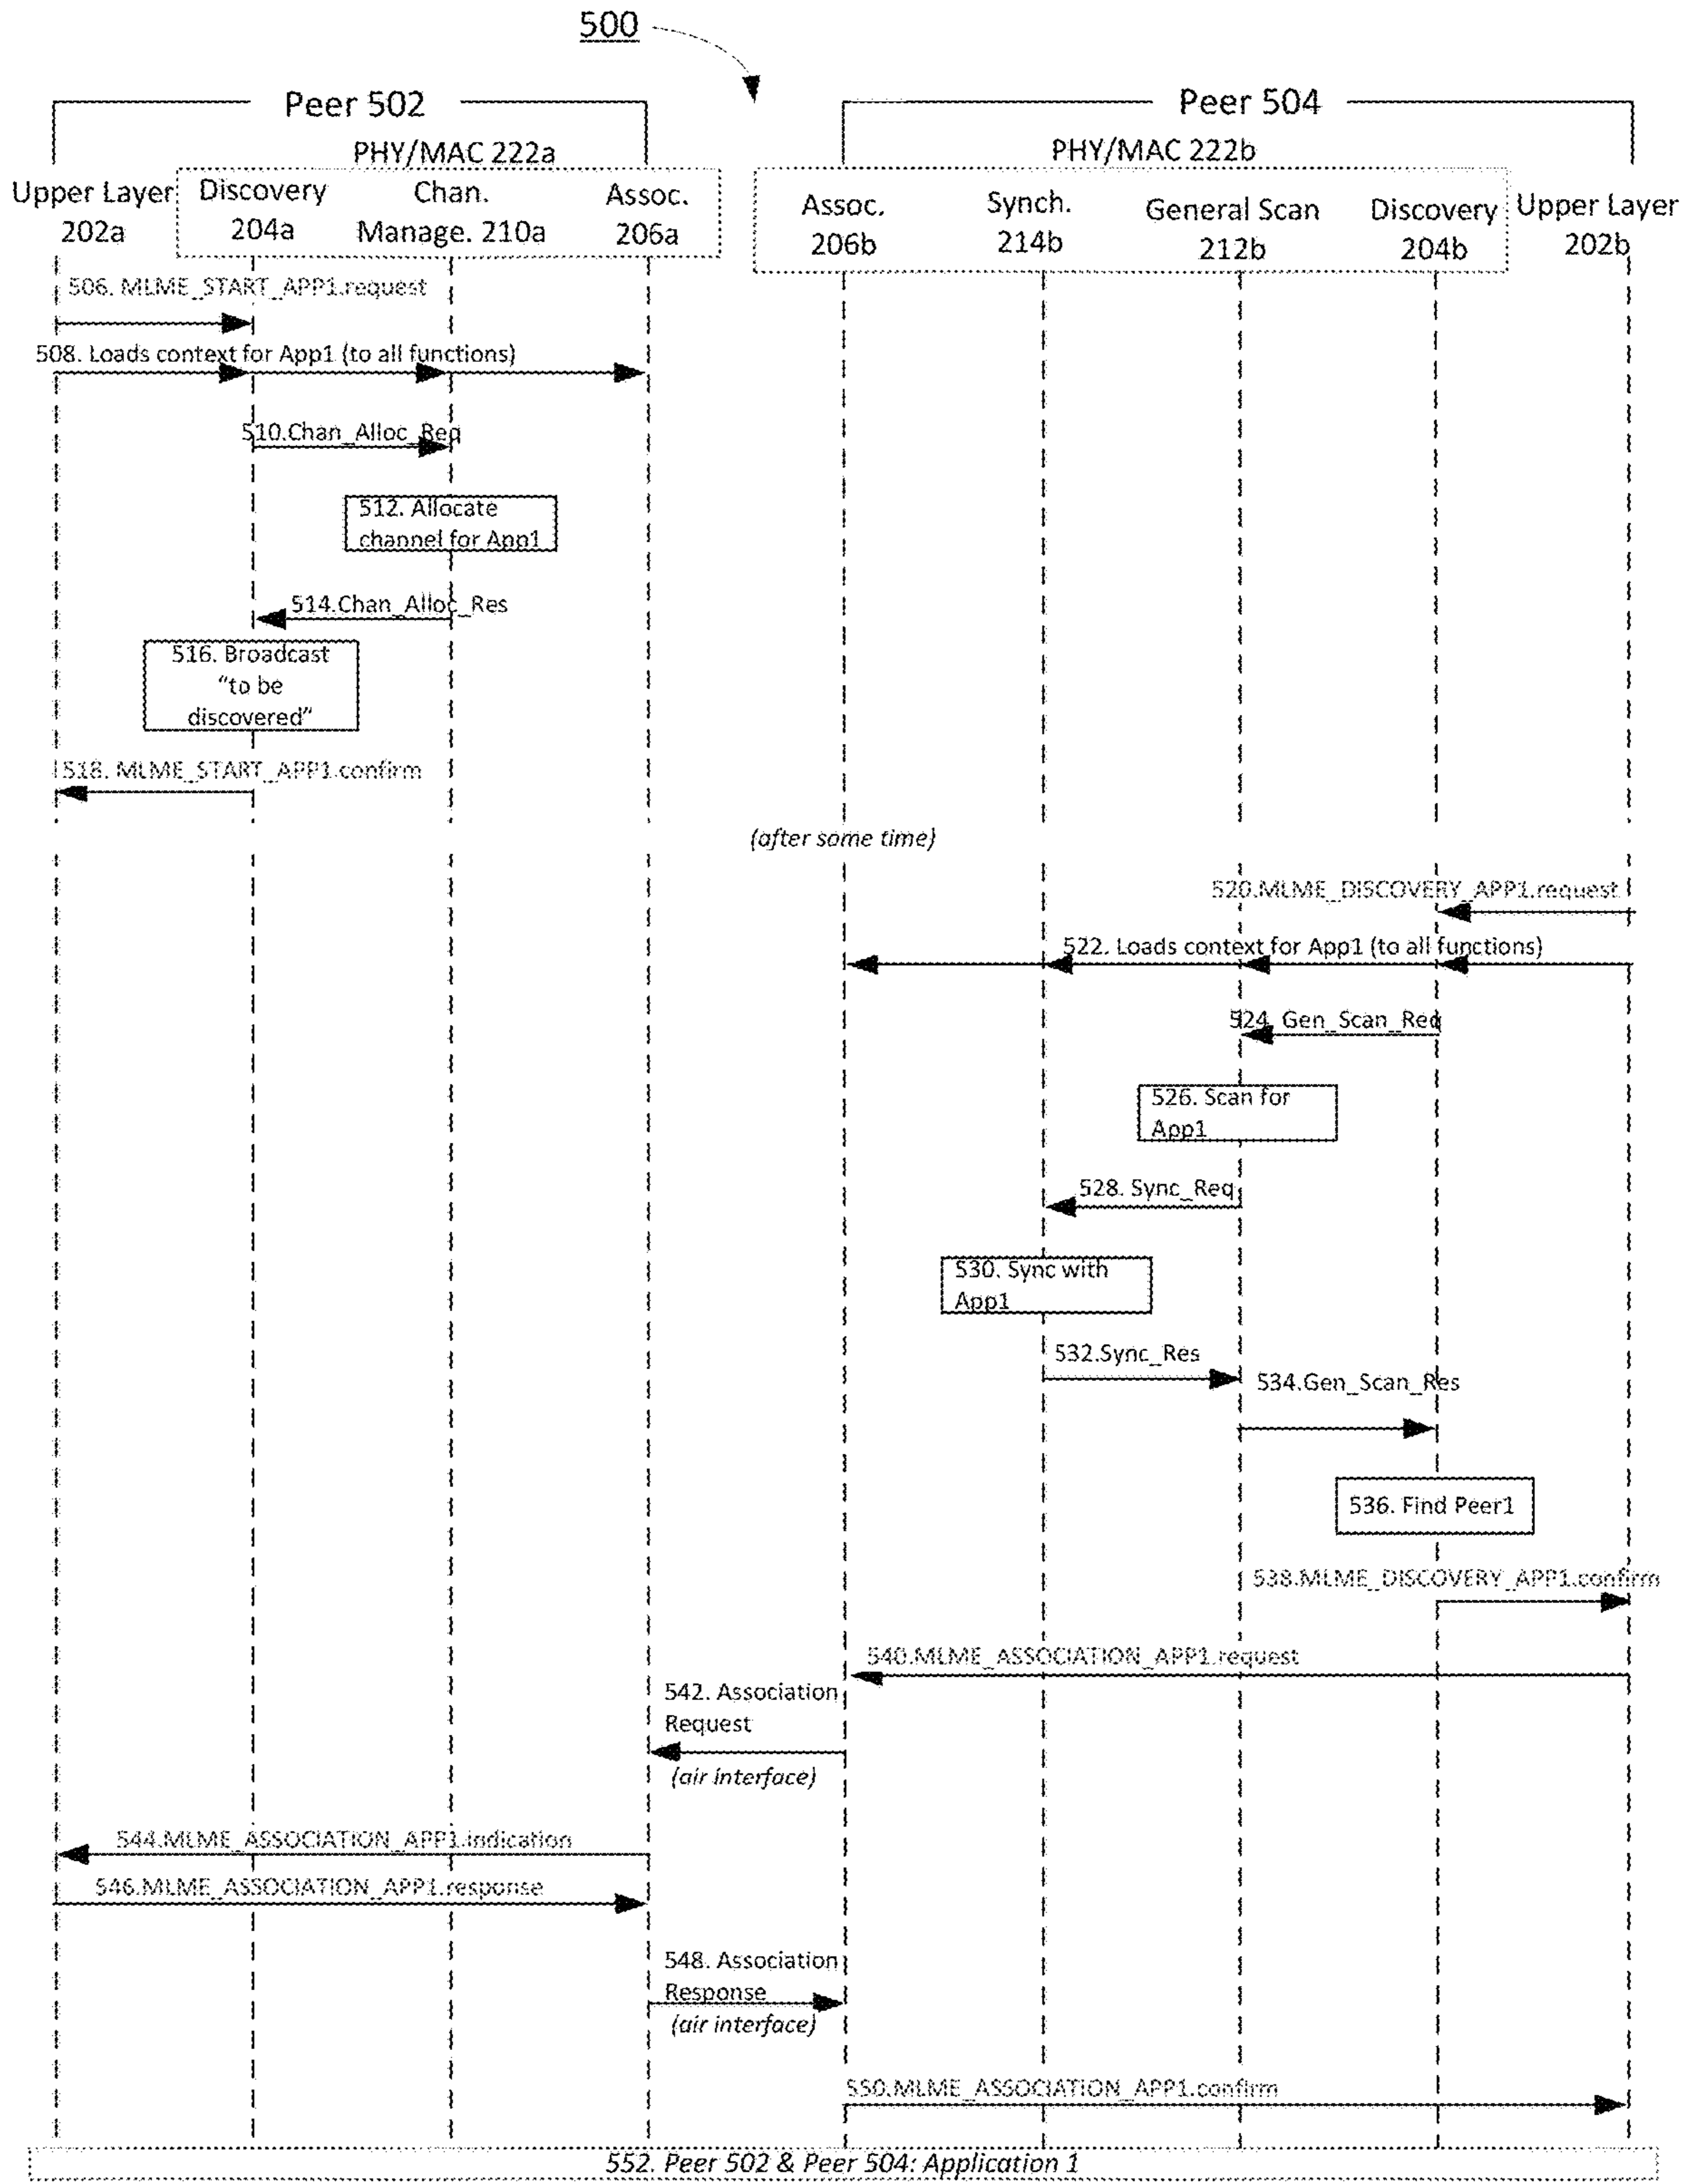 500
Peer 502
Peer 504
PHY/MAC 222a
PHY/MAC 222b
Upper Layer
202a
Discovery
204a
Chan.
Manage. 210a
Assoc.
206a
Assoc.
206b
Synch.
214b
General Scan
212b
Discovery
204b
Upper Layer
202b
506. MLME_START_APP1.request
508. Loads context for App1 (to all functions)
510.Chan_Alloc_Req
512. Allocate
channel for App1
514.Chan_Alloc_Res
516. Broadcast
"to be
discovered"
518. MLME_START_APP1.confirm
(after some time)
520.MLME_DISCOVERY_APP1.request
522. Loads context for App1 (to all functions)
524. Gen_Scan_Req
526. Scan for
App1
528. Sync_Req
530. Sync with
App1
532.Sync_Res
534.Gen_Scan_Res
536. Find Peer1
538.MLME_DISCOVERY_APP1.confirm
540.MLME_ASSOCIATION_APP1.request
542. Association
Request
(air interface)
544.MLME_ASSOCIATION_APP1.indication
546.MLME_ASSOCIATION_APP1.response
548. Association
Response
(air interface)
550.MLME_ASSOCIATION_APP1.confirm
552. Peer 502 & Peer 504: Application 1